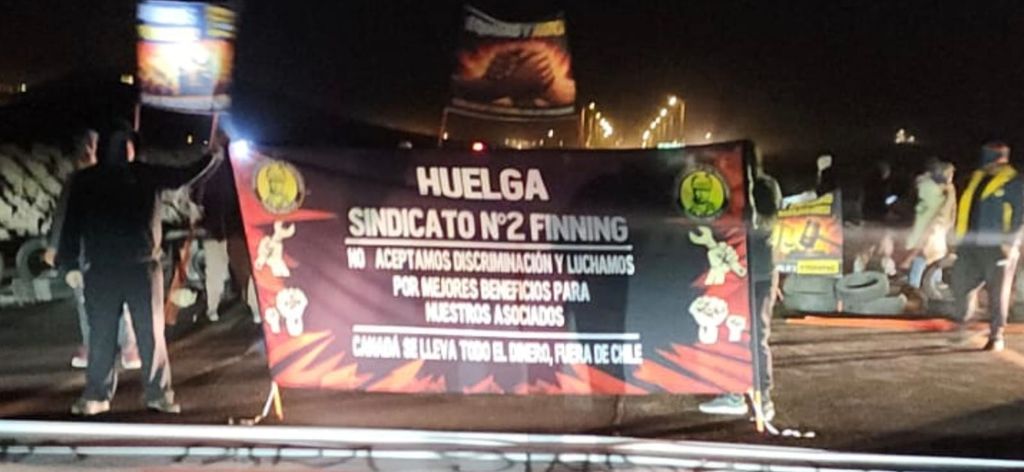 HUELGA
SINDICATO Nº2 FINNING
NO ACEPTAMOS DISCRIMINACIÓN Y LUCHAMOS
POR MEJORES BENEFICIOS PARA
NUESTROS ASOCIADOS
CANADÁ SE LLEVA TODO EL DINERO, FUERA DE CHILE